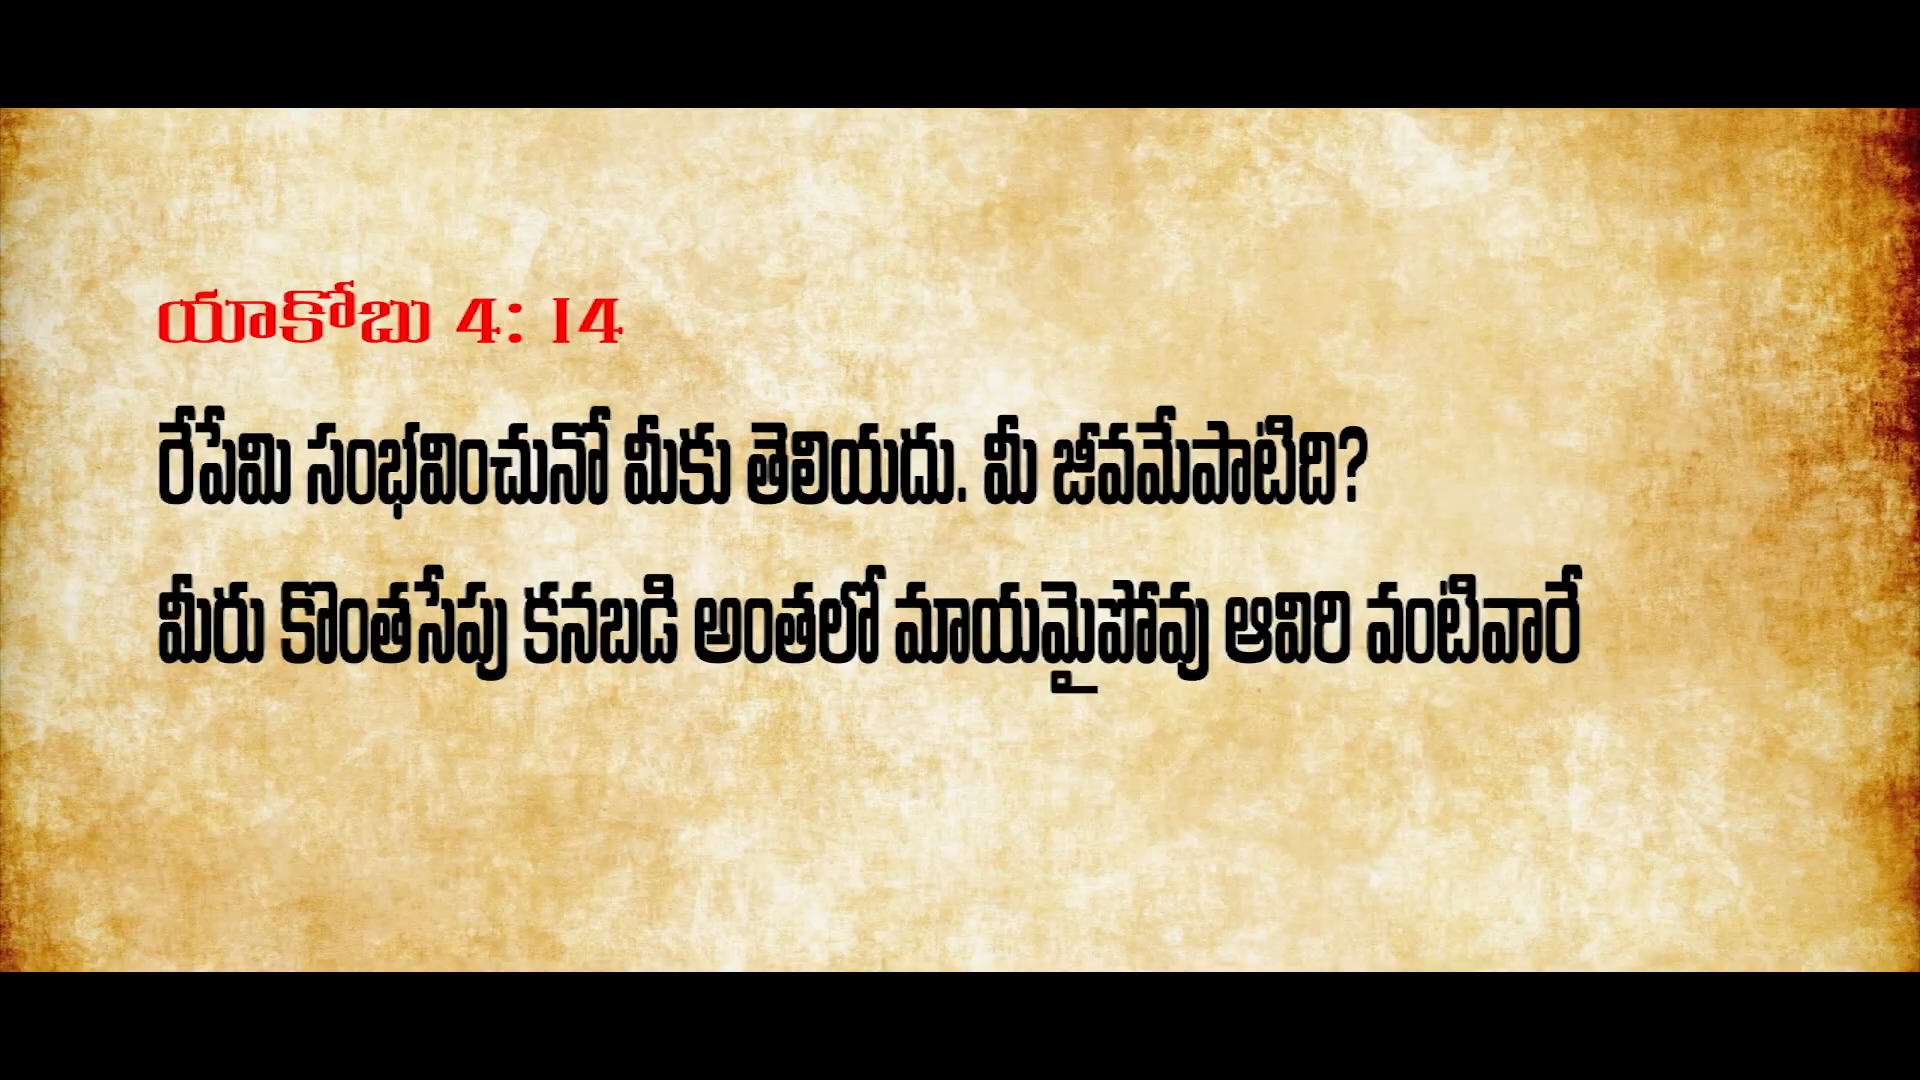 యాకోబు 4: 14
రేపేమి సంభవించునో మీకు తెలియదు. మీ జీవమేపాటిది?
మీరు కొంతసేపు కనబడి అంతలో మాయమైపోవు ఆవిరి వంటివారే